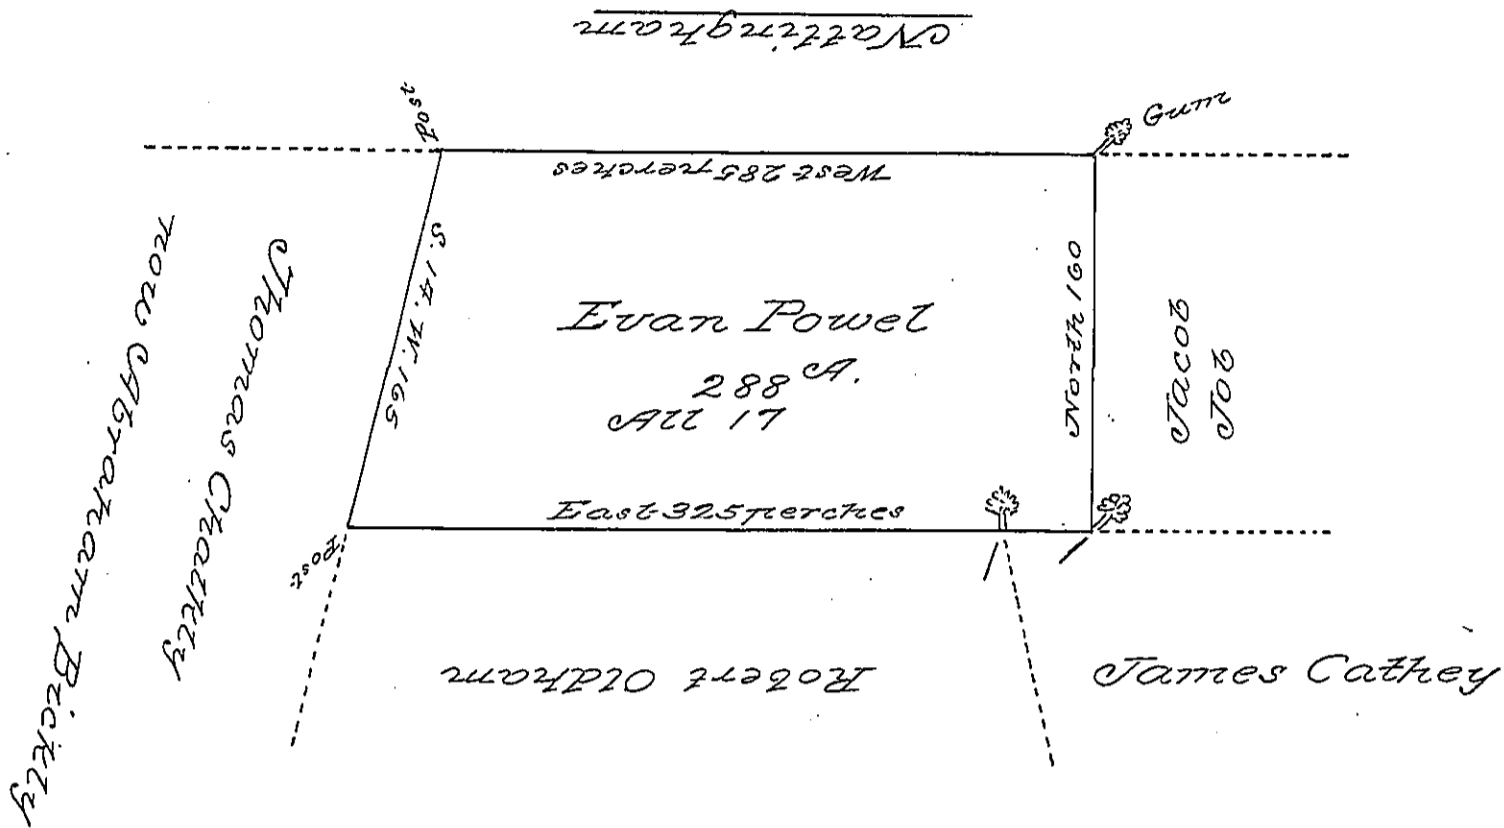 Nattingham
Post
Gum
West 285 perches
S. 14. W. 165
North 160
Evan Powel
288 A.
All 17
Jacob
Job
Thomas Chalkly
now Abraham Bickly
East 325 perches
Post
Robert Oldham
James Cathey